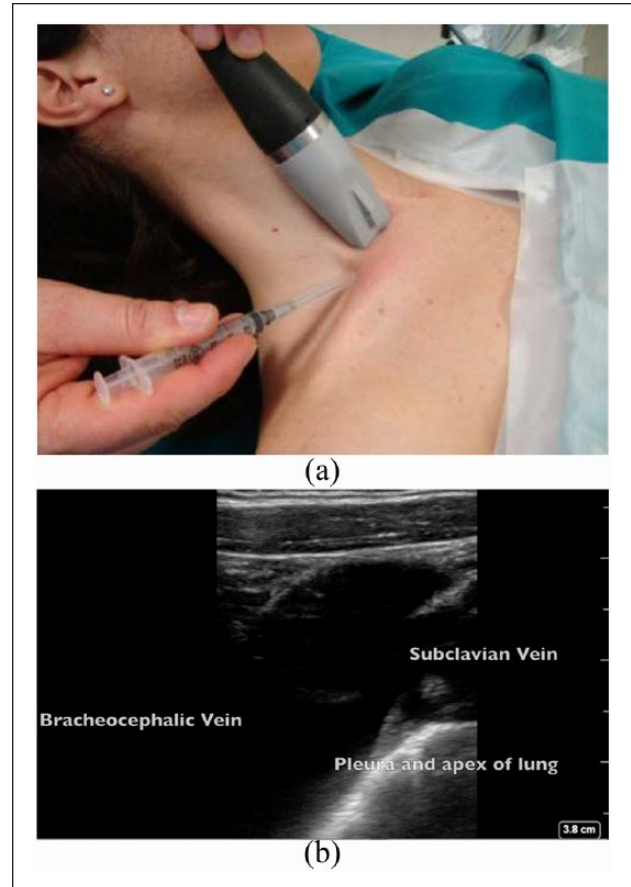 (a)
Subclavian Vein
Bracheocephalic Vein
Pleura and apex of lung
3.8 cm
(b)